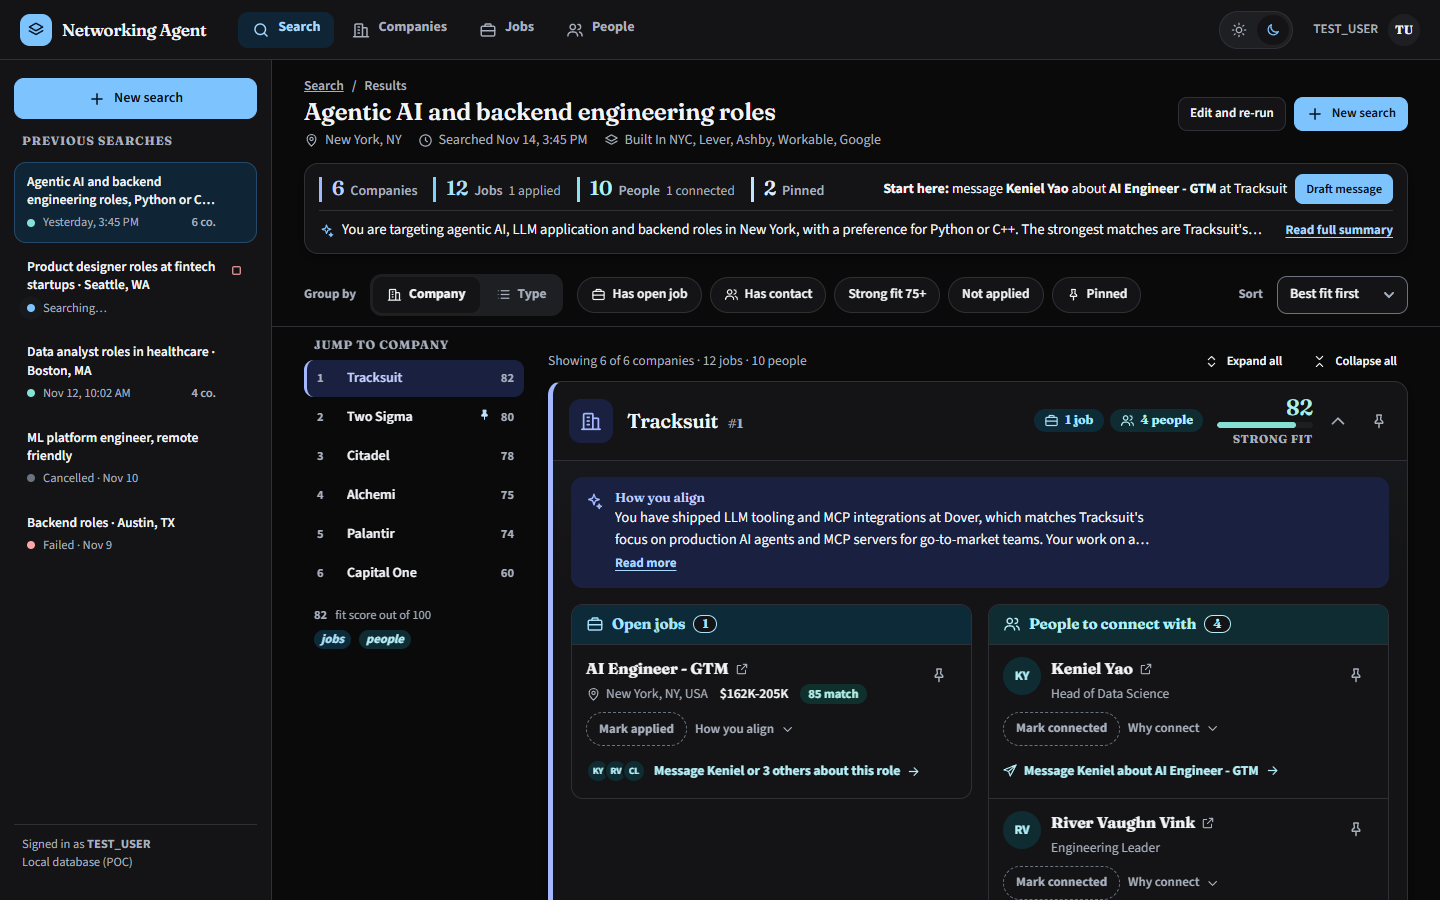 Networking Agent
Search
Companies
Jobs
People
TEST_USER
TU
New search
PREVIOUS SEARCHES
Agentic AI and backend
engineering roles, Python or C…
Yesterday, 3:45 PM
6 co.
Product designer roles at fintech
startups · Seattle, WA
Searching…
Data analyst roles in healthcare ·
Boston, MA
Nov 12, 10:02 AM
4 co.
ML platform engineer, remote
friendly
Cancelled · Nov 10
Backend roles · Austin, TX
Failed · Nov 9
Signed in as TEST_USER
Local database (POC)
Search / Results
Agentic AI and backend engineering roles
New York, NY
Searched Nov 14, 3:45 PM
Built In NYC, Lever, Ashby, Workable, Google
Edit and re-run
New search
6 Companies
12 Jobs 1 applied
10 People 1 connected
2 Pinned
Start here: message Keniel Yao about AI Engineer - GTM at Tracksuit
Draft message
You are targeting agentic AI, LLM application and backend roles in New York, with a preference for Python or C++. The strongest matches are Tracksuit's…
Read full summary
Group by
Company
Type
Has open job
Has contact
Strong fit 75+
Not applied
Pinned
Sort
Best fit first
JUMP TO COMPANY
1 Tracksuit 82
2 Two Sigma 80
3 Citadel 78
4 Alchemi 75
5 Palantir 74
6 Capital One 60
82 fit score out of 100
jobs people
Showing 6 of 6 companies · 12 jobs · 10 people
Expand all
Collapse all
Tracksuit #1
1 job
4 people
82
STRONG FIT
How you align
You have shipped LLM tooling and MCP integrations at Dover, which matches Tracksuit's
focus on production AI agents and MCP servers for go-to-market teams. Your work on a…
Read more
Open jobs 1
AI Engineer - GTM
New York, NY, USA
$162K-205K
85 match
Mark applied
How you align
KY RV CL
Message Keniel or 3 others about this role →
People to connect with 4
KY
Keniel Yao
Head of Data Science
Mark connected
Why connect
Message Keniel about AI Engineer - GTM →
RV
River Vaughn Vink
Engineering Leader
Mark connected
Why connect